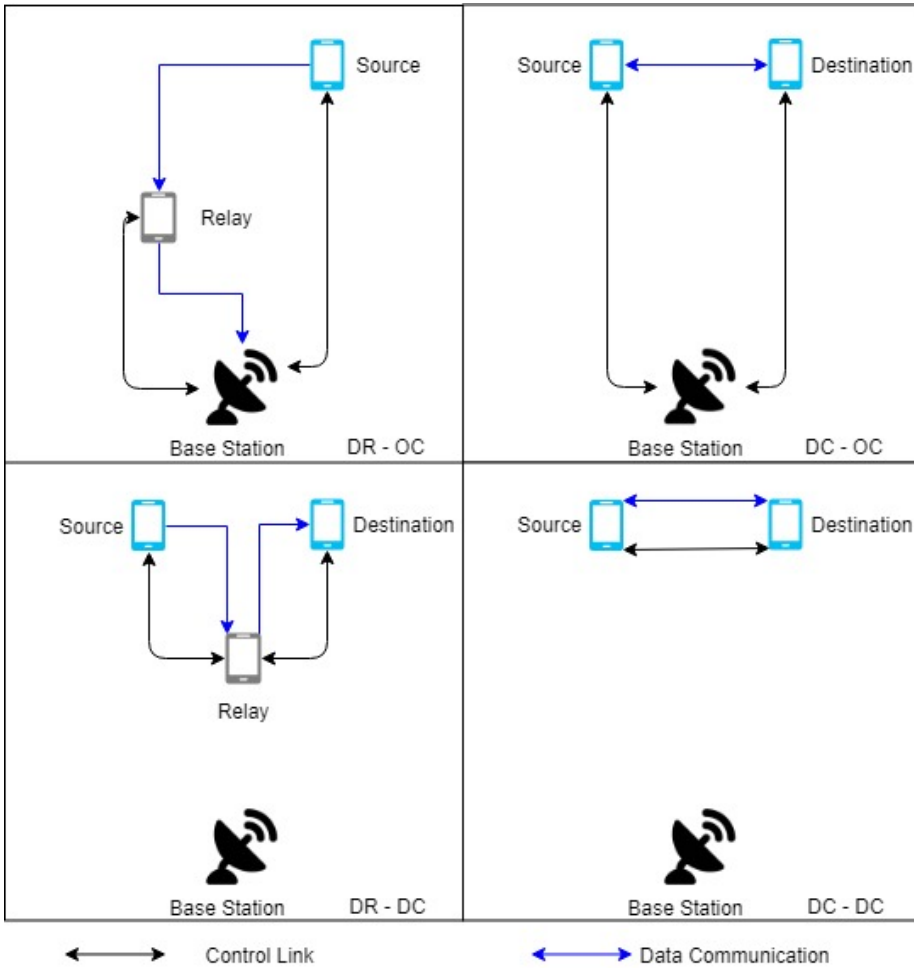 Source
Relay
Base Station DR - OC
Source Destination
Base Station DC - OC
Source Destination
Relay
Base Station DR - DC
Source Destination
Base Station DC - DC
Control Link Data Communication